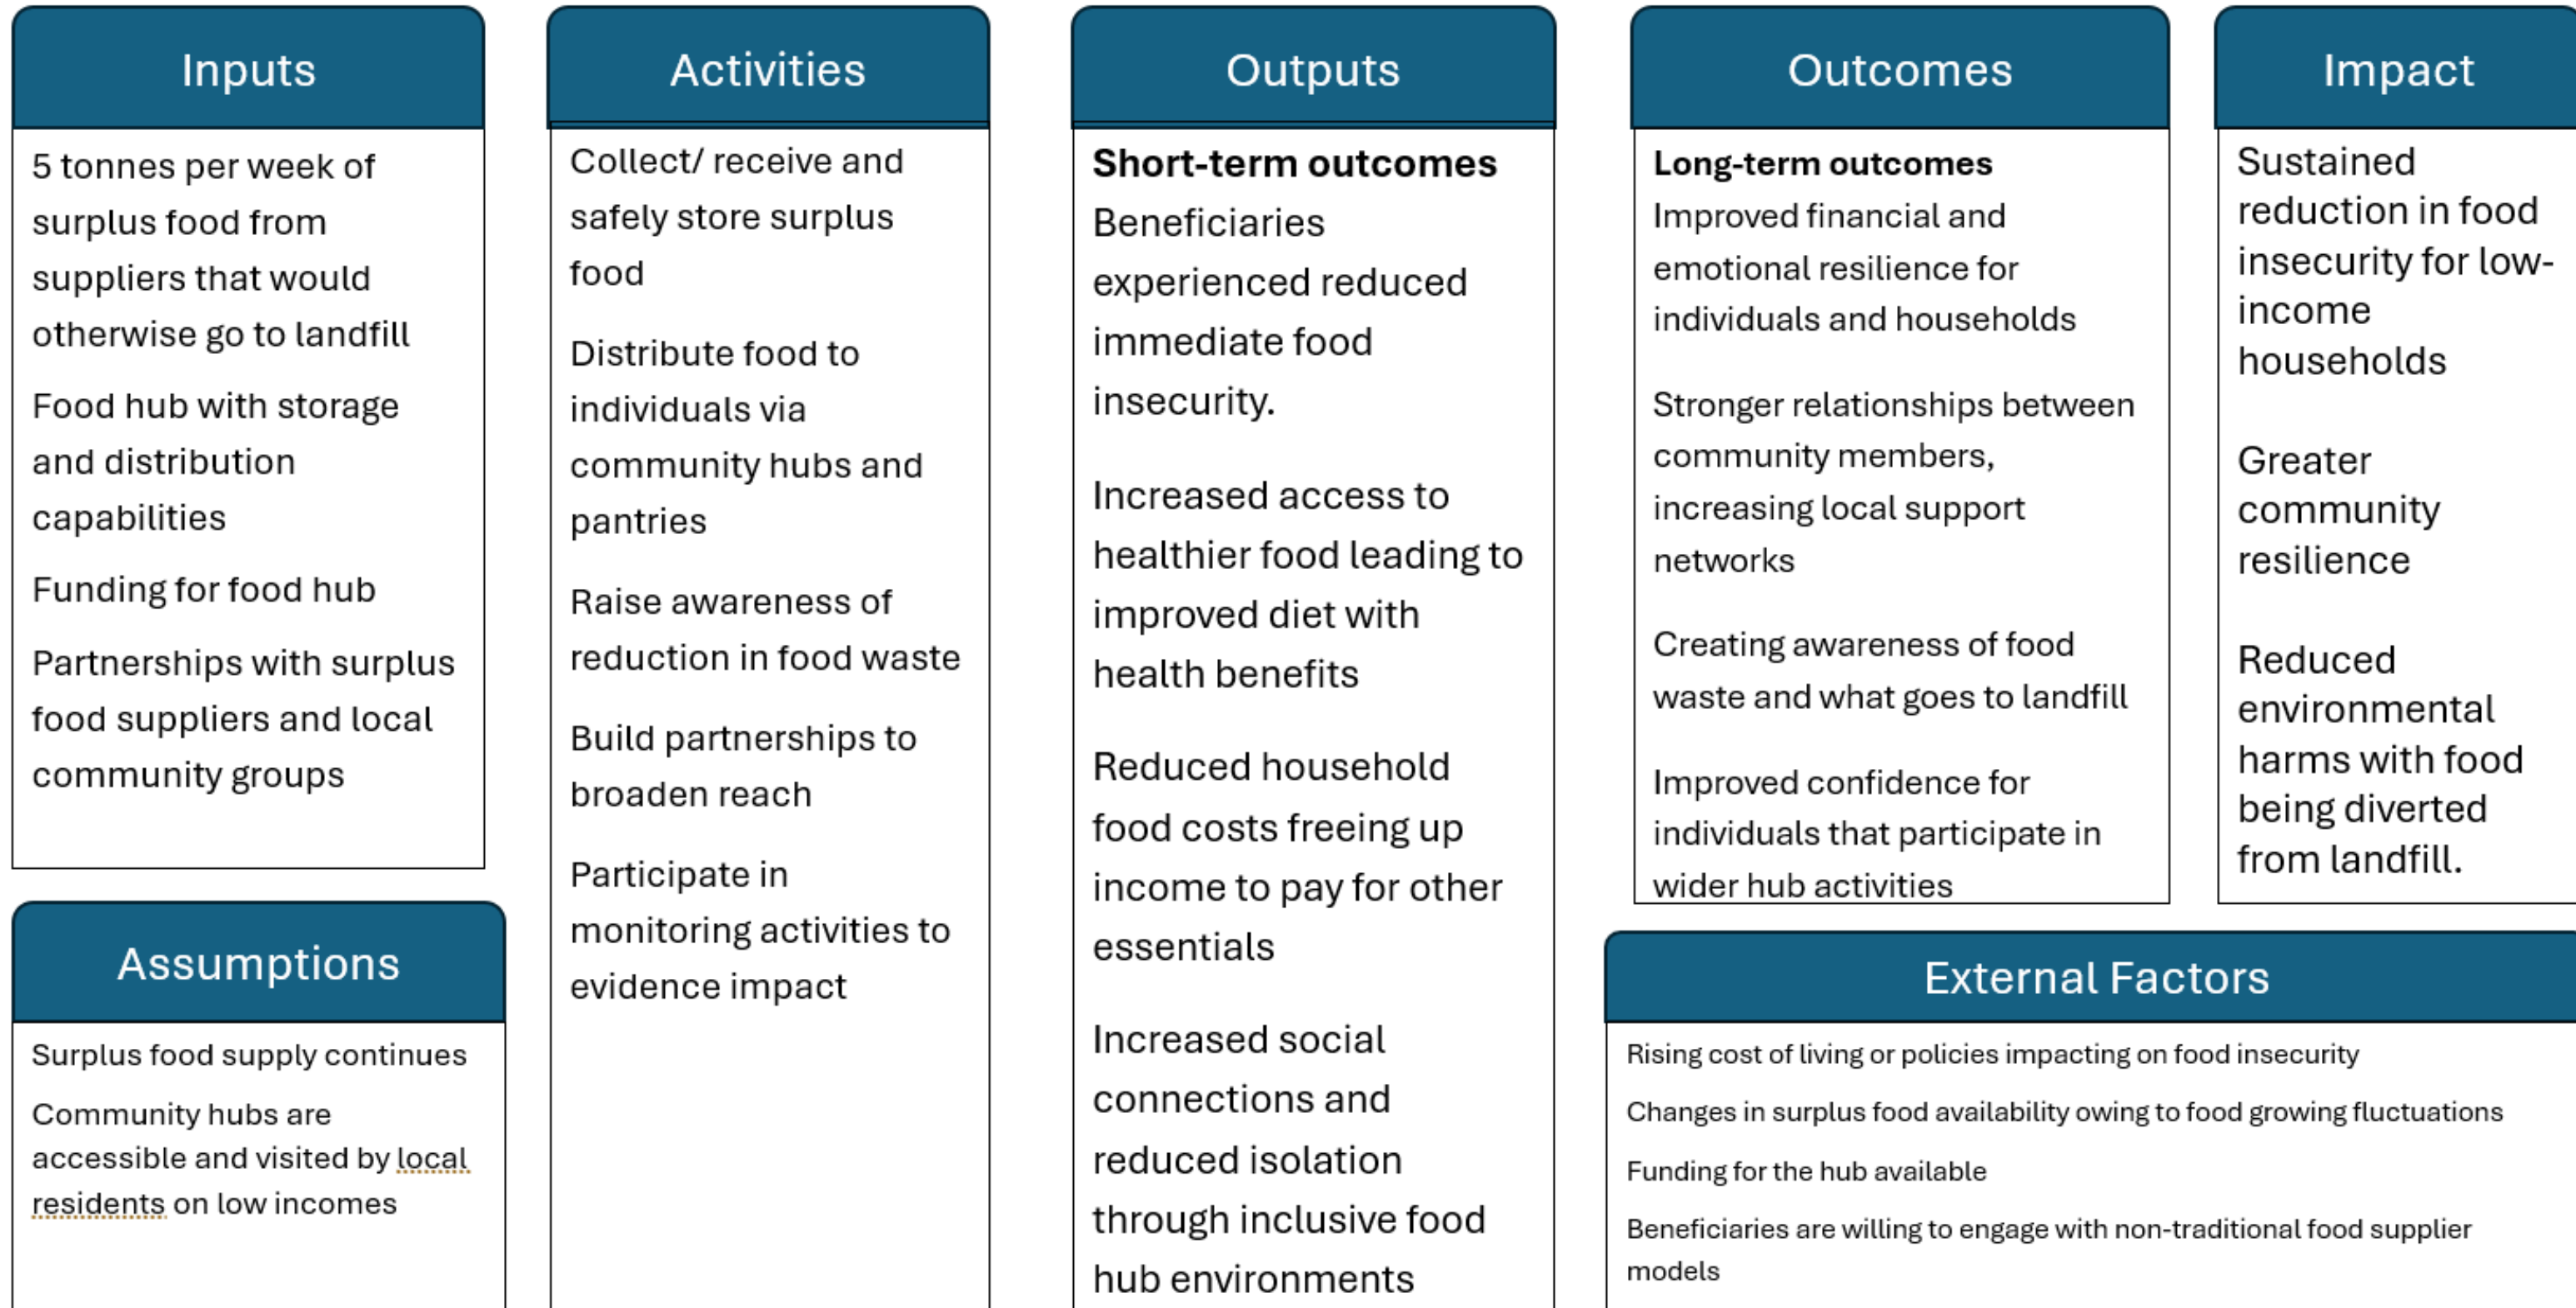 Inputs
5 tonnes per week of
surplus food from
suppliers that would
otherwise go to landfill
Food hub with storage
and distribution
capabilities
Funding for food hub
Partnerships with surplus
food suppliers and local
community groups
Assumptions
Surplus food supply continues
Community hubs are
accessible and visited by local
residents on low incomes
Activities
Collect/ receive and
safely store surplus
food
Distribute food to
individuals via
community hubs and
pantries
Raise awareness of
reduction in food waste
Build partnerships to
broaden reach
Participate in
monitoring activities to
evidence impact
Outputs
Short-term outcomes
Beneficiaries
experienced reduced
immediate food
insecurity.
Increased access to
healthier food leading to
improved diet with
health benefits
Reduced household
food costs freeing up
income to pay for other
essentials
Increased social
connections and
reduced isolation
through inclusive food
hub environments
Outcomes
Long-term outcomes
Improved financial and
emotional resilience for
individuals and households
Stronger relationships between
community members,
increasing local support
networks
Creating awareness of food
waste and what goes to landfill
Improved confidence for
individuals that participate in
wider hub activities
Impact
Sustained
reduction in food
insecurity for low-
income
households
Greater
community
resilience
Reduced
environmental
harms with food
being diverted
from landfill.
External Factors
Rising cost of living or policies impacting on food insecurity
Changes in surplus food availability owing to food growing fluctuations
Funding for the hub available
Beneficiaries are willing to engage with non-traditional food supplier
models